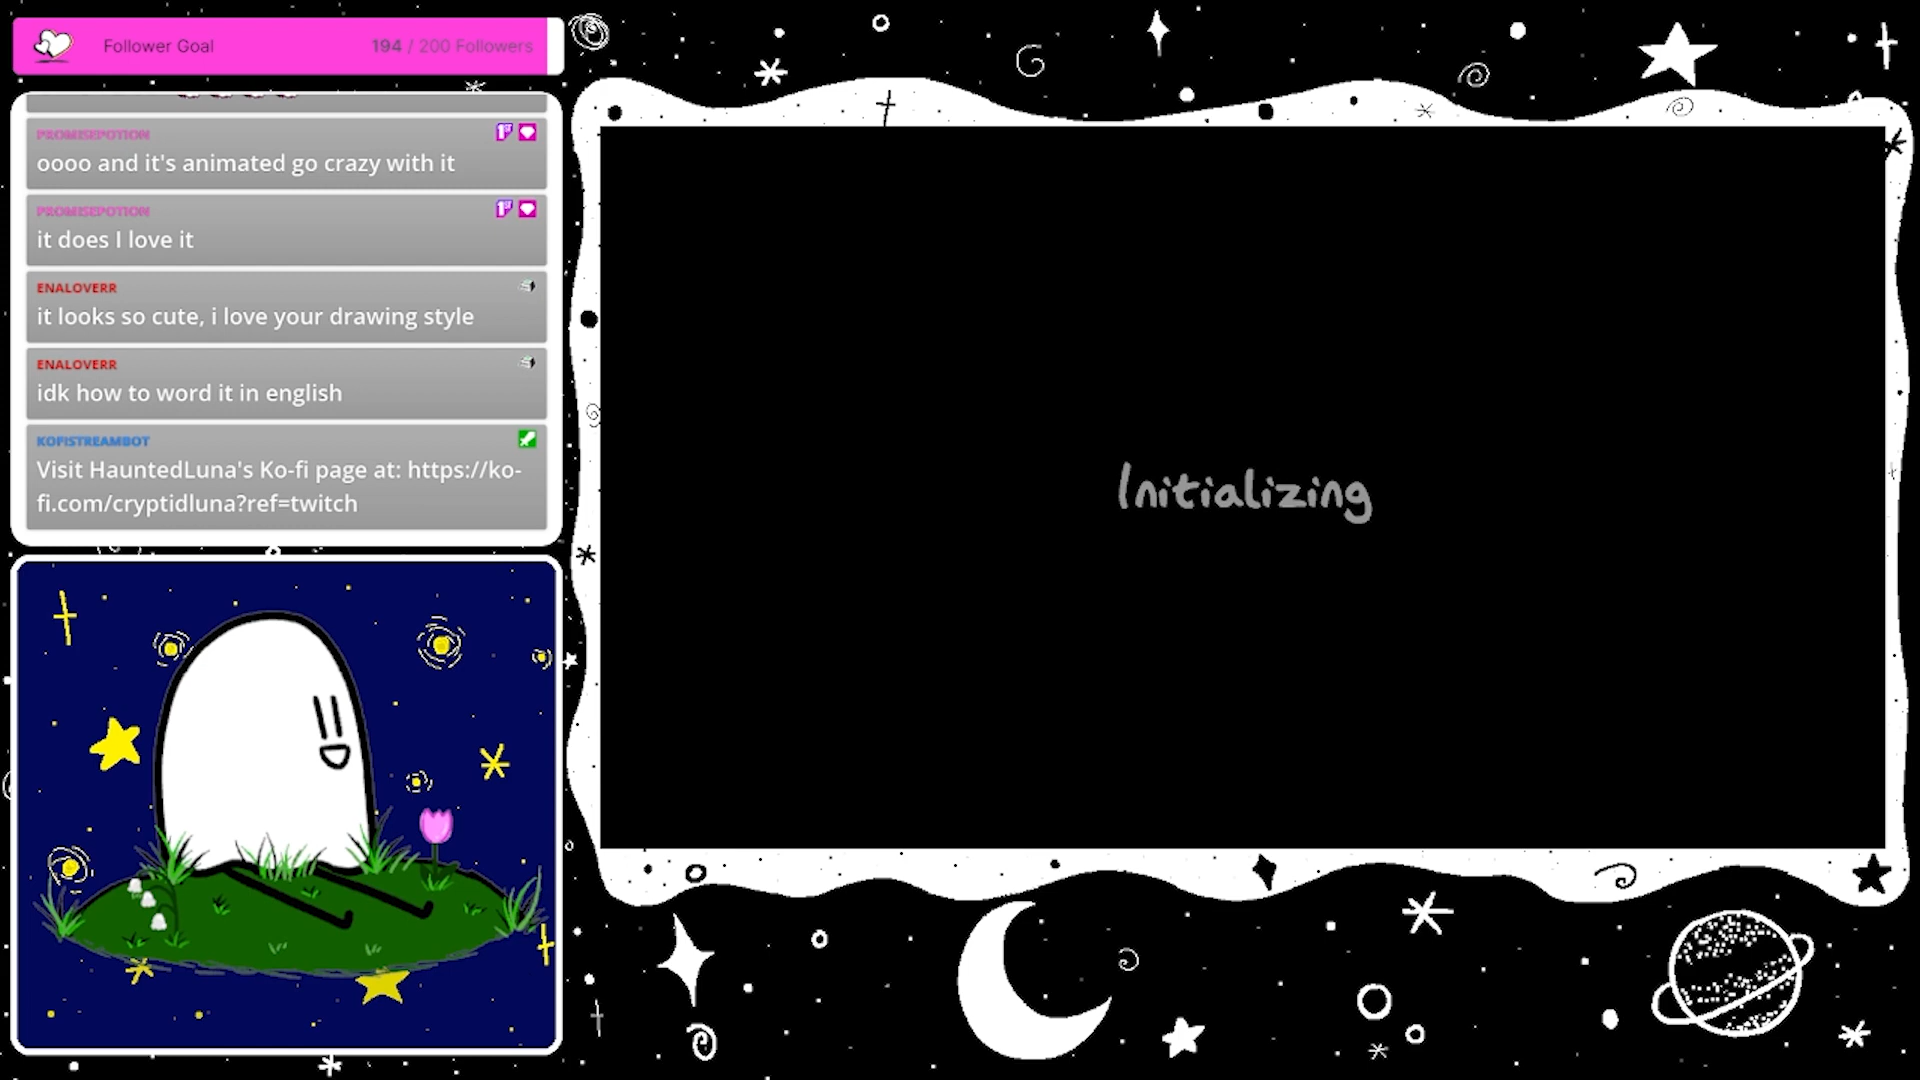 Follower Goal
194 / 200 Followers
PROMISEPOTION
oooo and it's animated go crazy with it
PROMISEPOTION
it does I love it
ENALOVERR
it looks so cute, i love your drawing style
ENALOVERR
idk how to word it in english
KOFISTREAMBOT
Visit HauntedLuna's Ko-fi page at: https://ko-
fi.com/cryptidluna?ref=twitch
Initializing